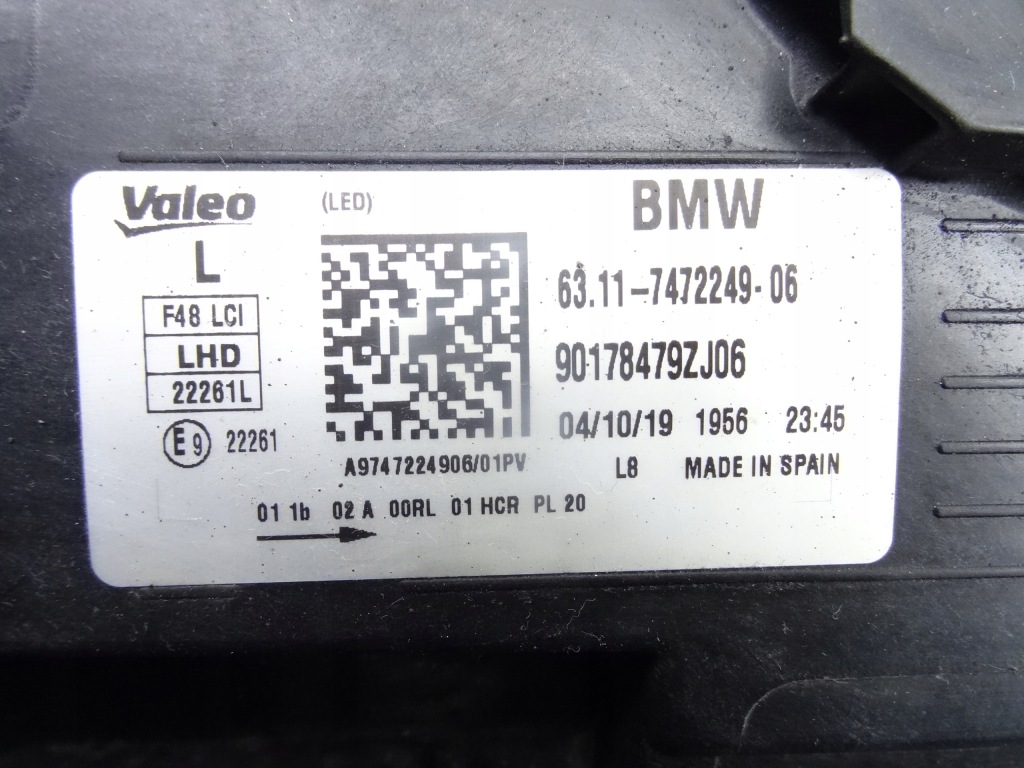 Valeo (LED) BMW
L
63.11-7472249-06
F48 LCI
LHD
90178479ZJ06
22261L
04/10/19 1956 23:45
E9 22261
A9747224906/01PV
L8 MADE IN SPAIN
01 1b 02 A 00RL 01 HCR PL 20